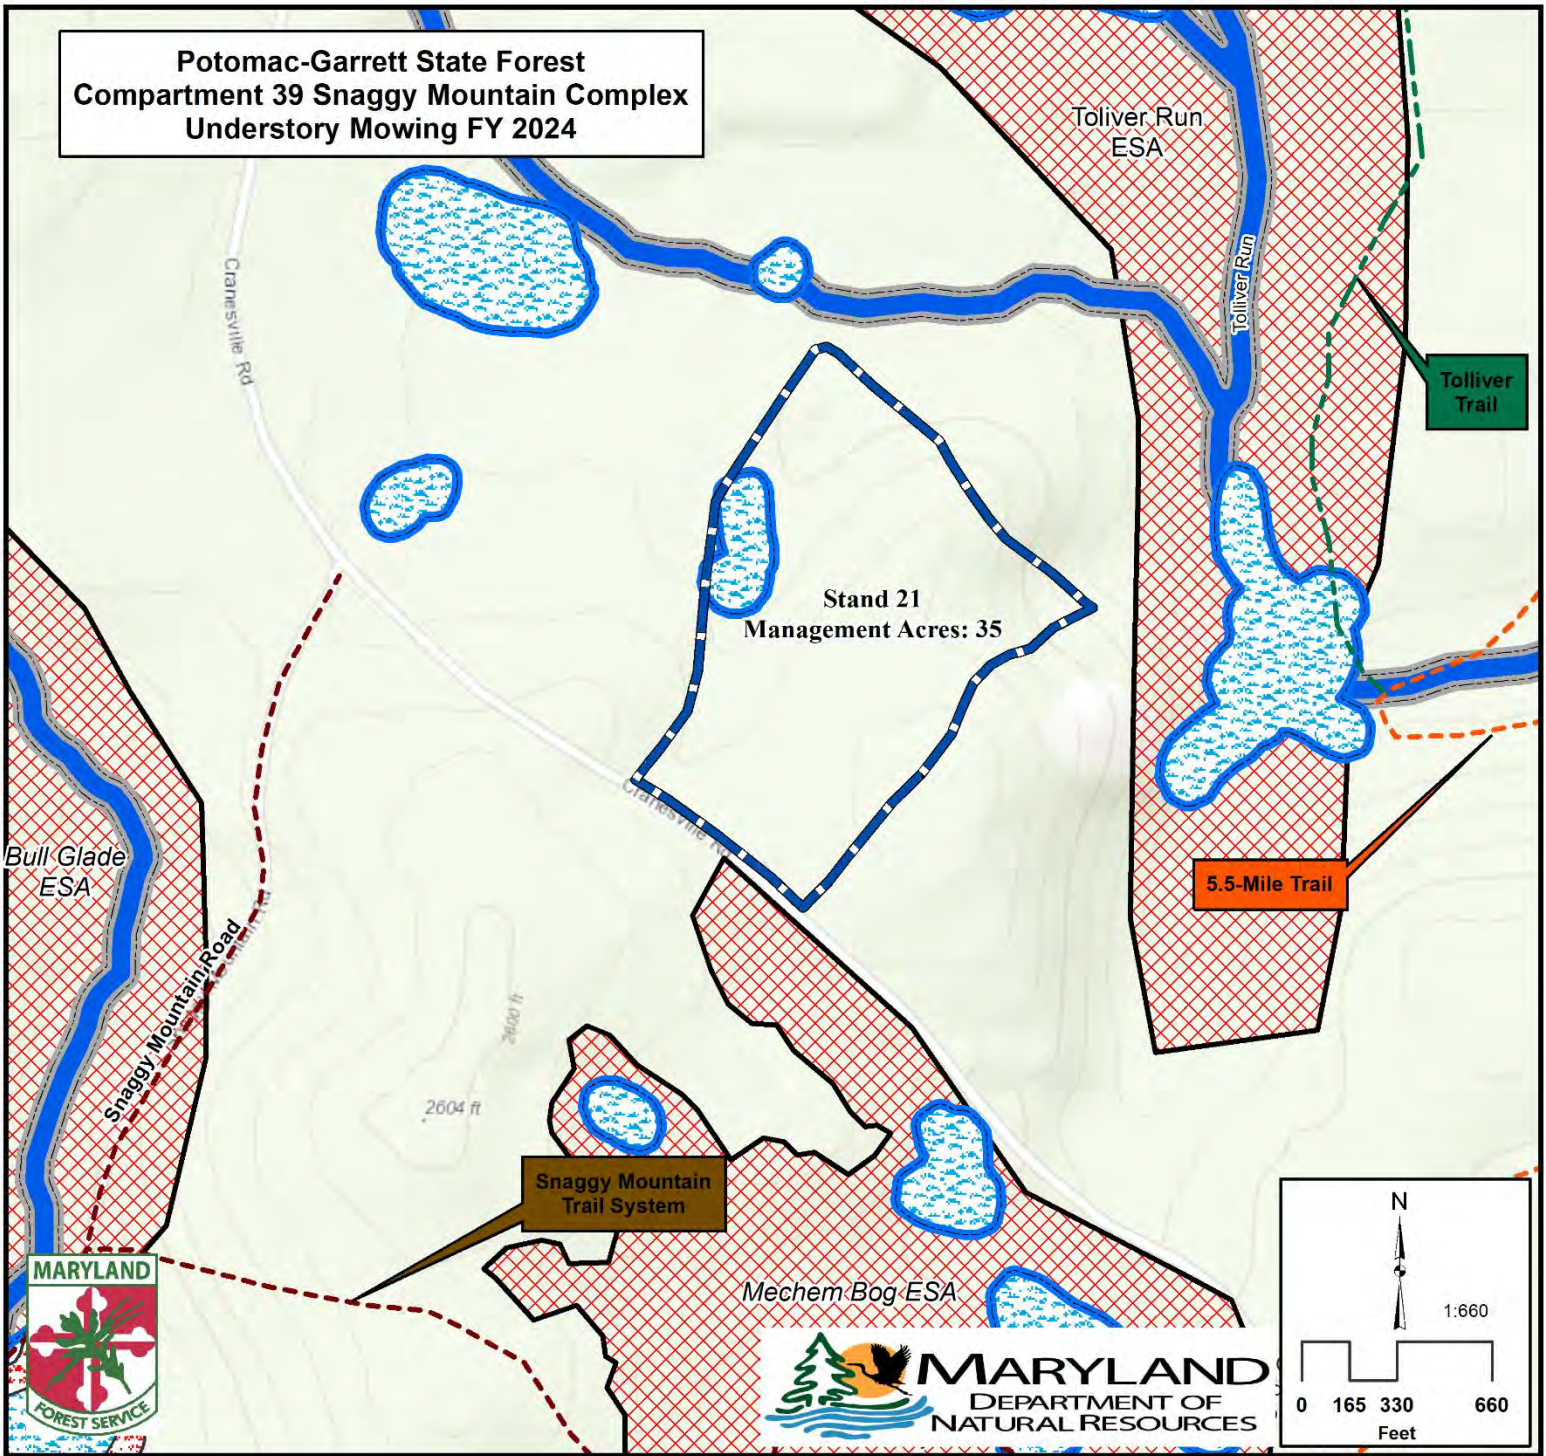 Potomac-Garrett State Forest
Compartment 39 Snaggy Mountain Complex
Understory Mowing FY 2024
Toliver Run
ESA
Tolliver Run
Cranesville Rd
Tolliver
Trail
Stand 21
Management Acres: 35
Cranesville Rd
Bull Glade
ESA
5.5-Mile Trail
Snaggy Mountain Road
2600 ft
2604 ft
Snaggy Mountain
Trail System
Mechem Bog ESA
N
1:660
0 165 330 660
Feet
MARYLAND
FOREST SERVICE
MARYLAND
DEPARTMENT OF
NATURAL RESOURCES